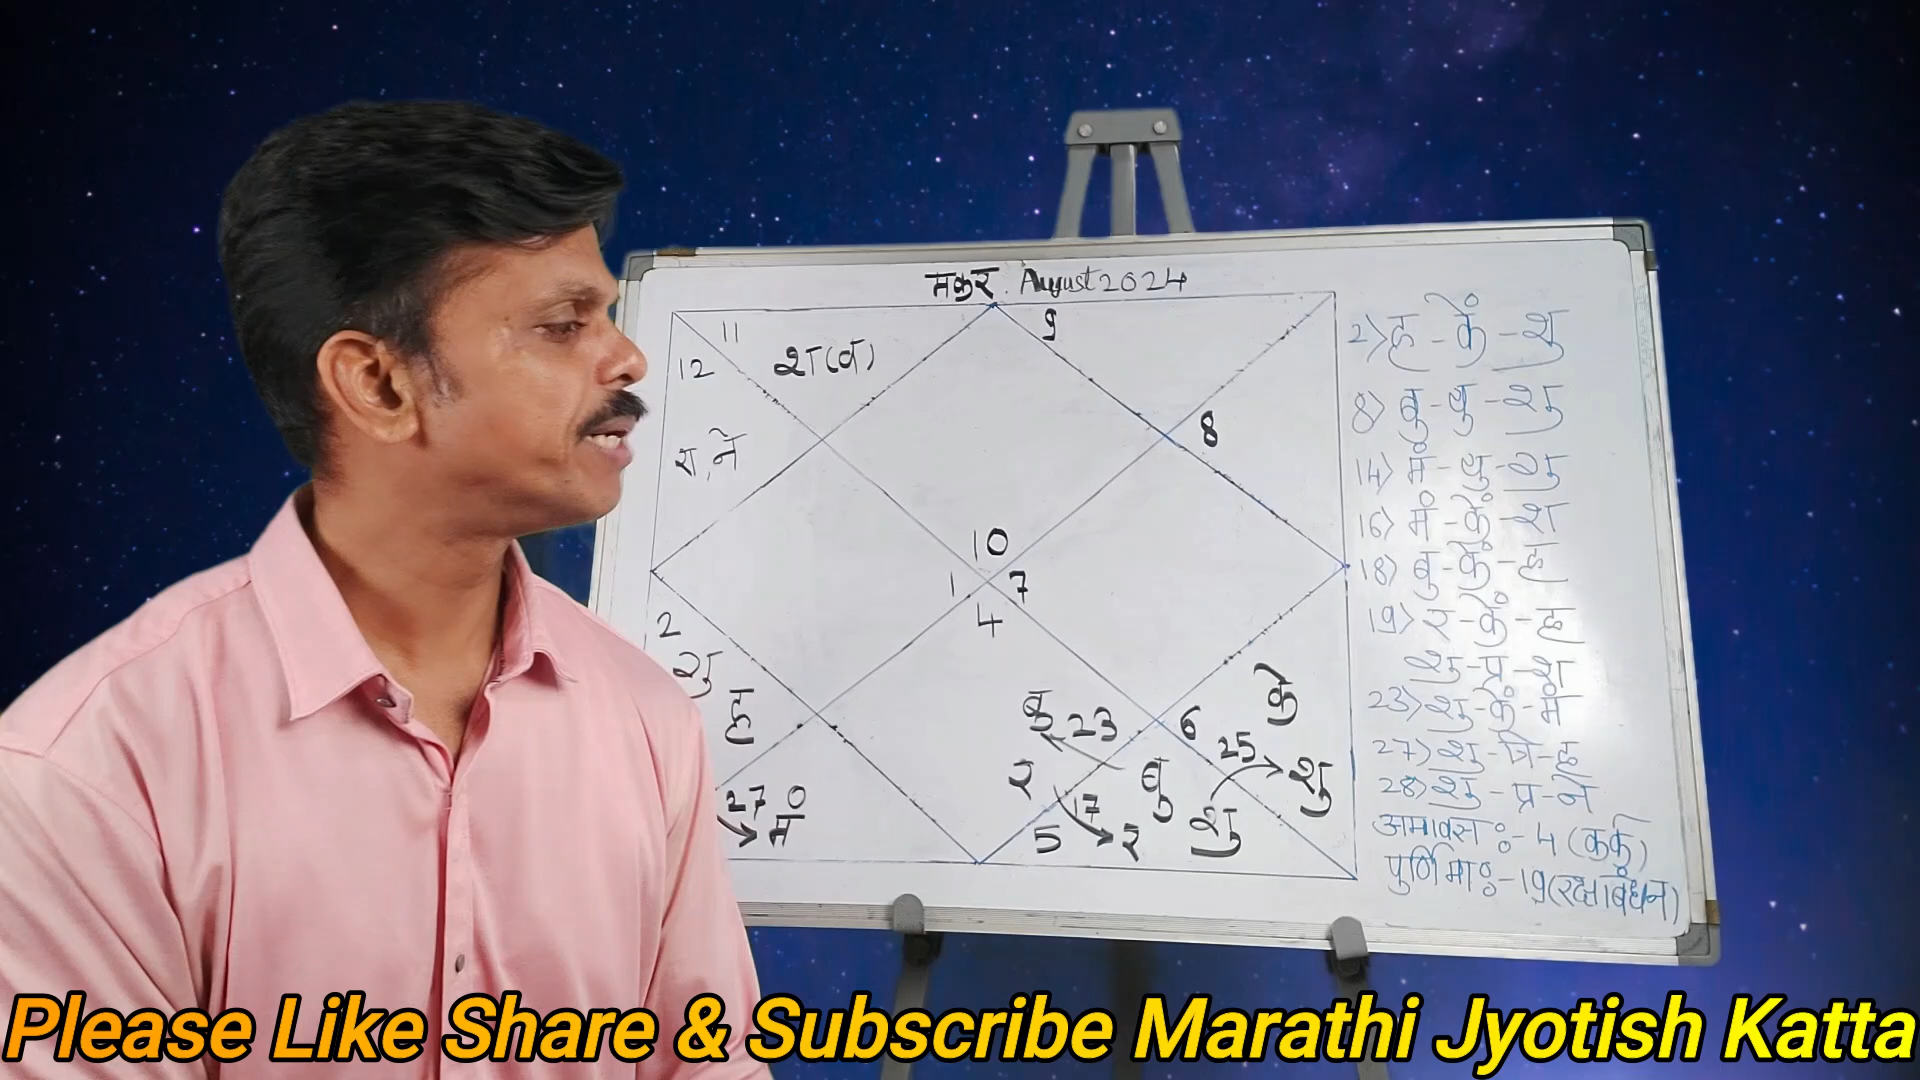 मकर. August 2024
11
12
श(व)
9
8
रा, ने
10
1
7
4
2
ह
बु 23
6
25
के
र
बु
शु
शु
27
मं
17
5
र
2) ह - कें - शु
8) बु - यु - शु
16) मं - कें - श
18) बु - कें - ह
19) र - कें - ह
शु - प्र - श
23) शु - कें - मं
27) शु - त्रि - ह
28) शु - प्र - ने
अमावस :- 4 (कर्क)
पुर्णिमा :- 19 (रक्षाबंधन)
Please Like Share & Subscribe Marathi Jyotish Katta